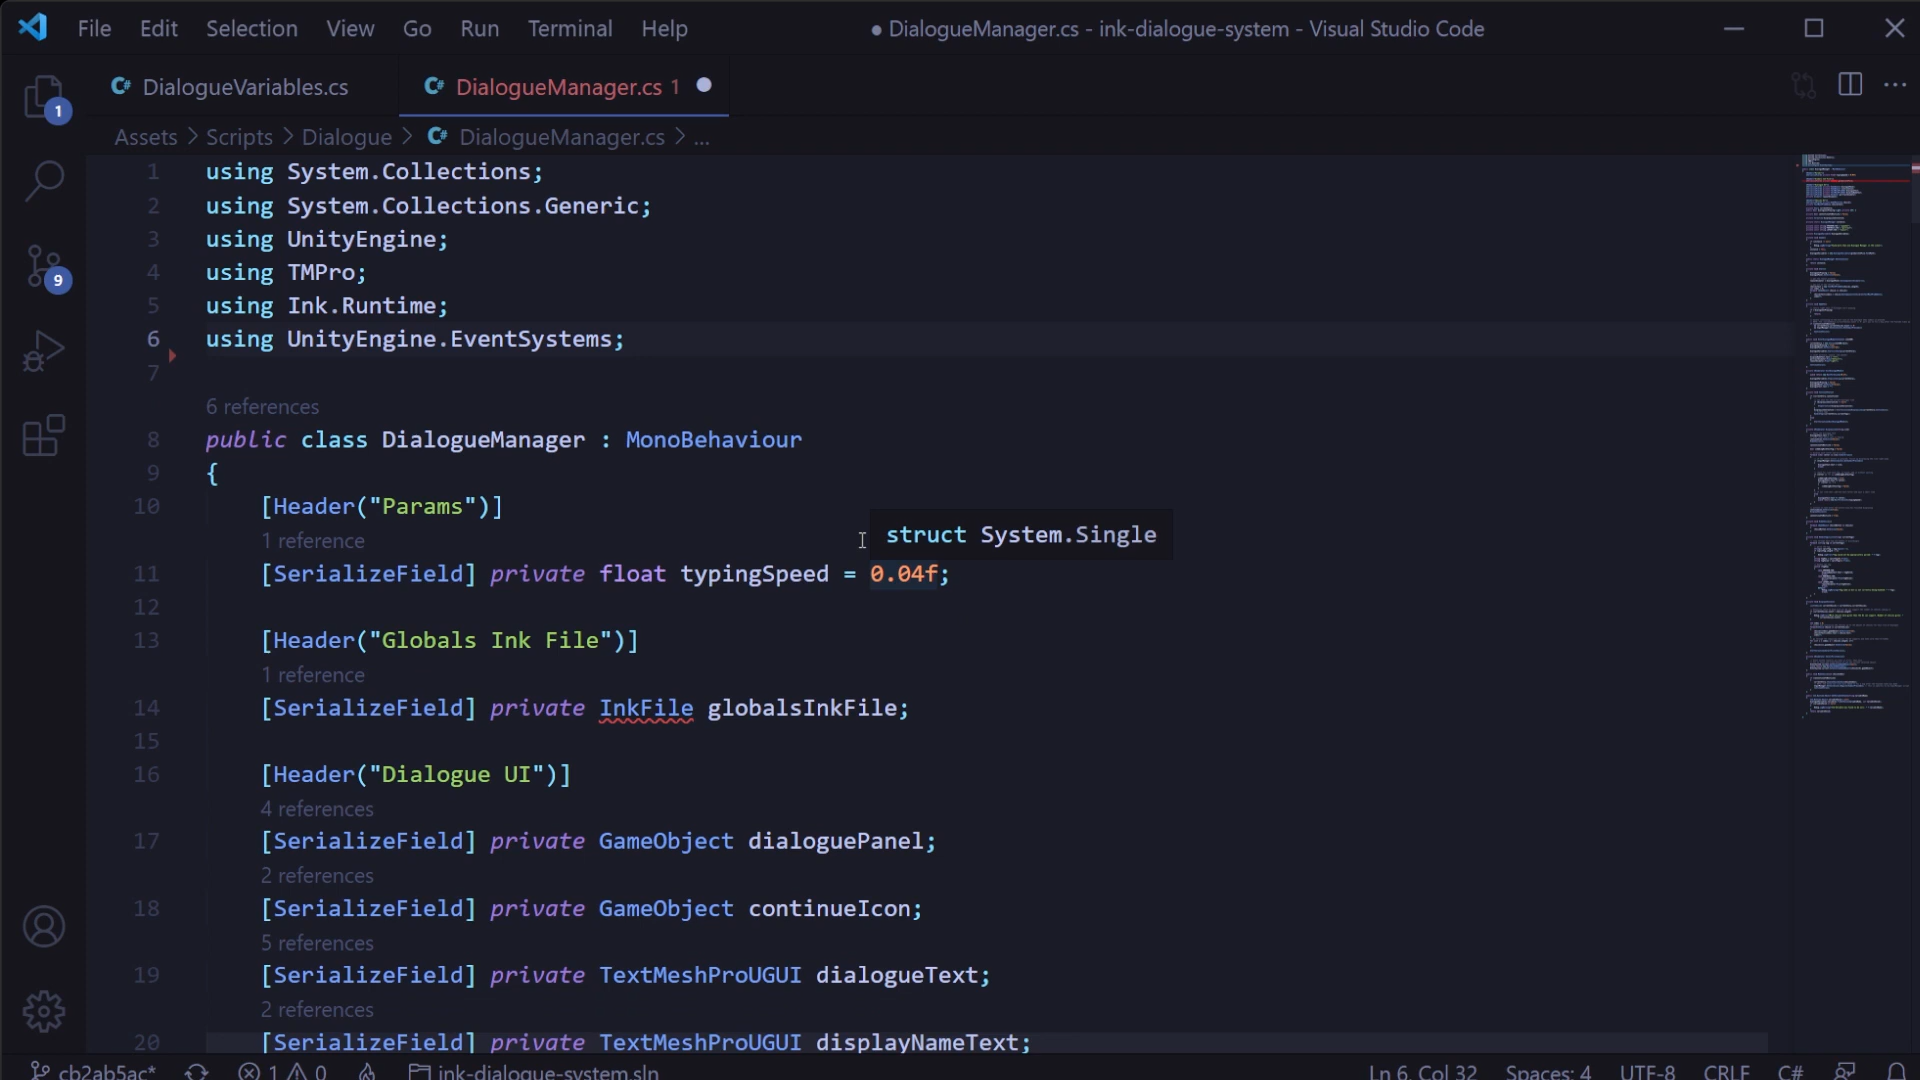 File Edit Selection View Go Run Terminal Help ● DialogueManager.cs - ink-dialogue-system - Visual Studio Code
C# DialogueVariables.cs C# DialogueManager.cs 1
1
Assets > Scripts > Dialogue > C# DialogueManager.cs > ...
1 using System.Collections;
2 using System.Collections.Generic;
3 using UnityEngine;
4 using TMPro;
9
5 using Ink.Runtime;
6 using UnityEngine.EventSystems;
7
6 references
8 public class DialogueManager : MonoBehaviour
9 {
10 [Header("Params")]
1 reference
struct System.Single
11 [SerializeField] private float typingSpeed = 0.04f;
12
13 [Header("Globals Ink File")]
1 reference
14 [SerializeField] private InkFile globalsInkFile;
15
16 [Header("Dialogue UI")]
4 references
17 [SerializeField] private GameObject dialoguePanel;
2 references
18 [SerializeField] private GameObject continueIcon;
5 references
19 [SerializeField] private TextMeshProUGUI dialogueText;
2 references
20 [SerializeField] private TextMeshProUGUI displayNameText;
cb2ab5ac* 1 0 ink-dialogue-system.sln Ln 6, Col 32 Spaces: 4 UTF-8 CRLF C#